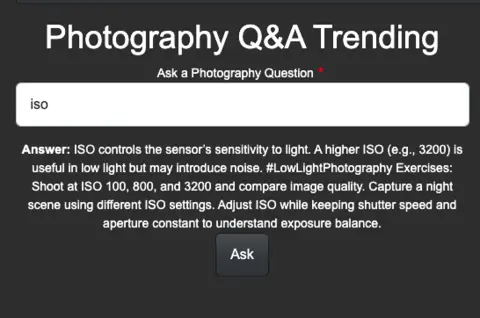 Photography Q&A Trending
Ask a Photography Question *
iso
Answer: ISO controls the sensor's sensitivity to light. A higher ISO (e.g., 3200) is
useful in low light but may introduce noise. #LowLightPhotography Exercises:
Shoot at ISO 100, 800, and 3200 and compare image quality. Capture a night
scene using different ISO settings. Adjust ISO while keeping shutter speed and
aperture constant to understand exposure balance.
Ask